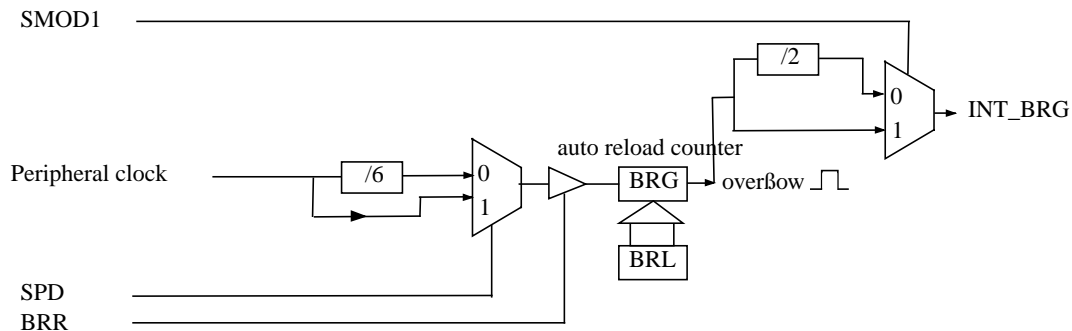 SMOD1
/2
0
1
INT_BRG
auto reload counter
Peripheral clock
/6
0
1
BRG
overßow
BRL
SPD
BRR